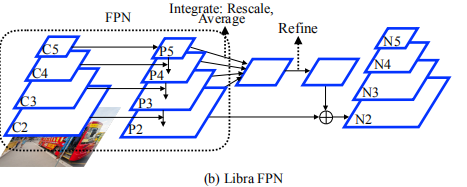 Integrate: Rescale,
Average
FPN
Refine
C5
P5
N5
C4
P4
N4
C3
P3
N3
C2
P2
N2
(b) Libra FPN